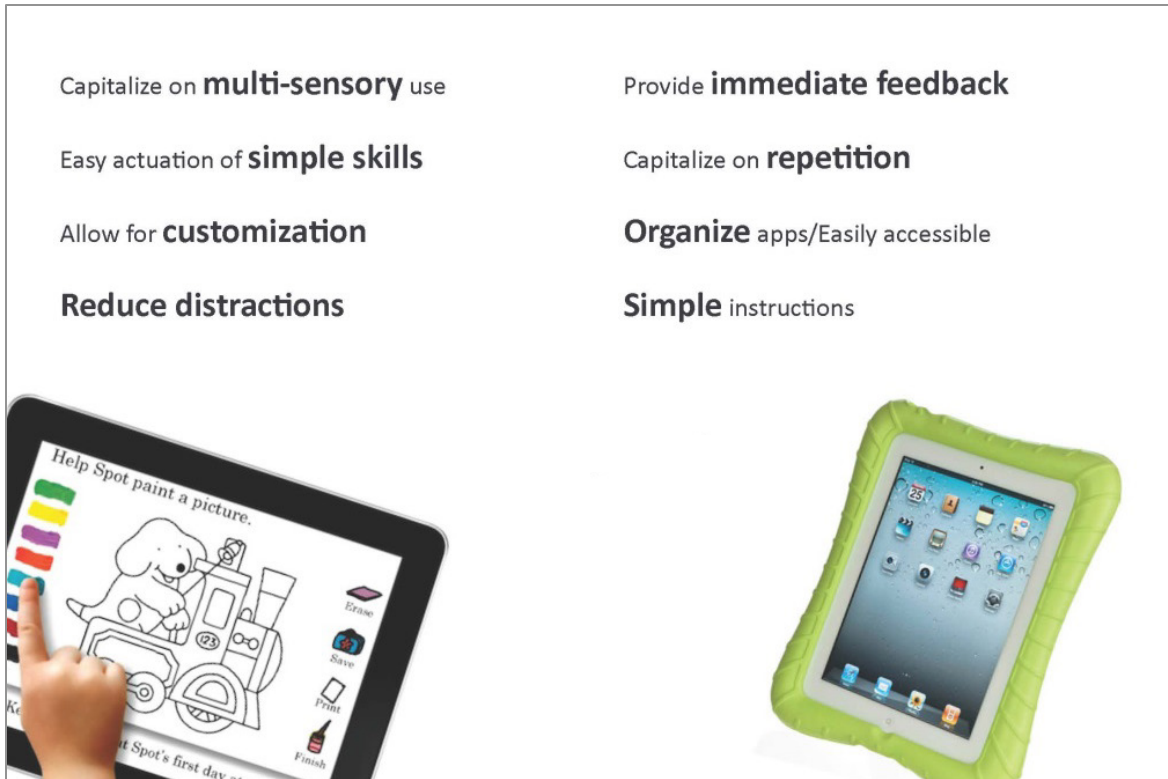 Capitalize on multi-sensory use
Easy actuation of simple skills
Allow for customization
Reduce distractions
Provide immediate feedback
Capitalize on repetition
Organize apps/Easily accessible
Simple instructions
Help Spot paint a picture.
123
Erase
Save
Print
Finish
Spot's first day
25